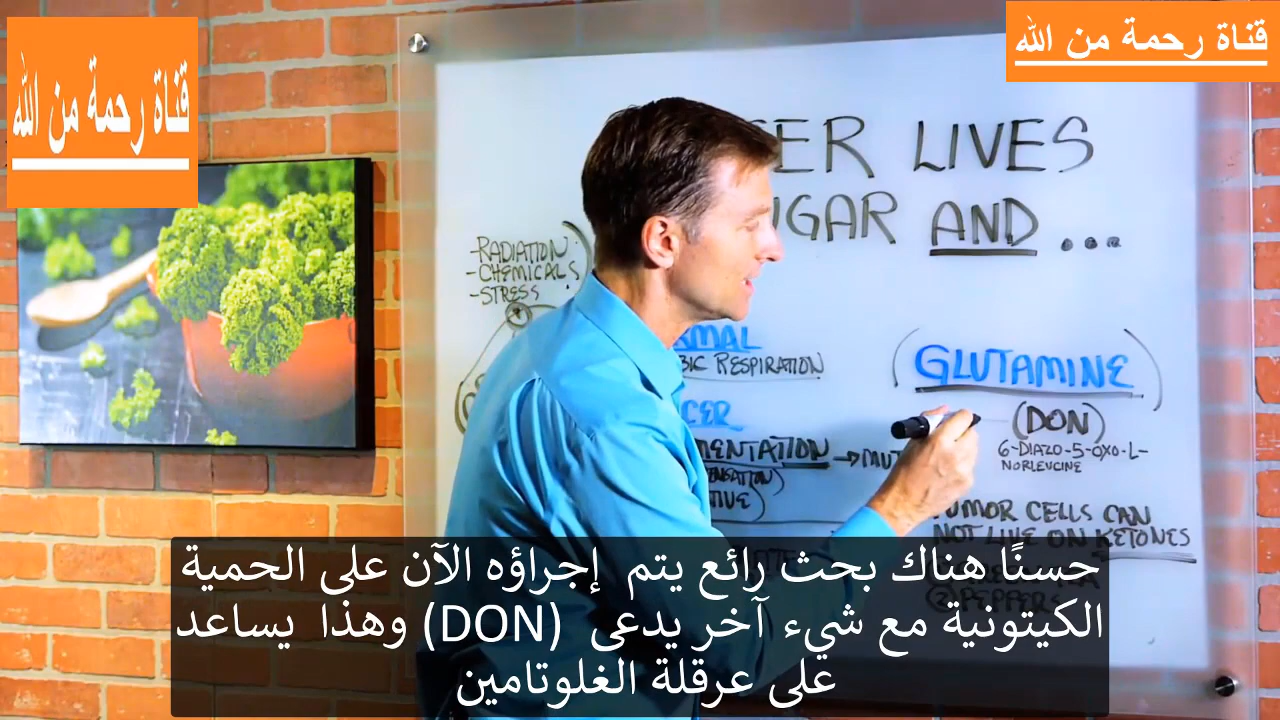 قناة رحمة من الله
قناة رحمة من الله
ER LIVES
GAR AND...
-RADIATION
-CHEMICALS
-STRESS
RESPIRATION
GLUTAMINE
(DON)
6-DIAZO-5-OXO-L-
NORLEUCINE
TUMOR CELLS CAN
NOT LIVE ON KETONES
حسنًا هناك بحث رائع يتم إجراؤه الآن على الحمية
الكيتونية مع شيء آخر يدعى (DON) وهذا يساعد
على عرقلة الغلوتامين